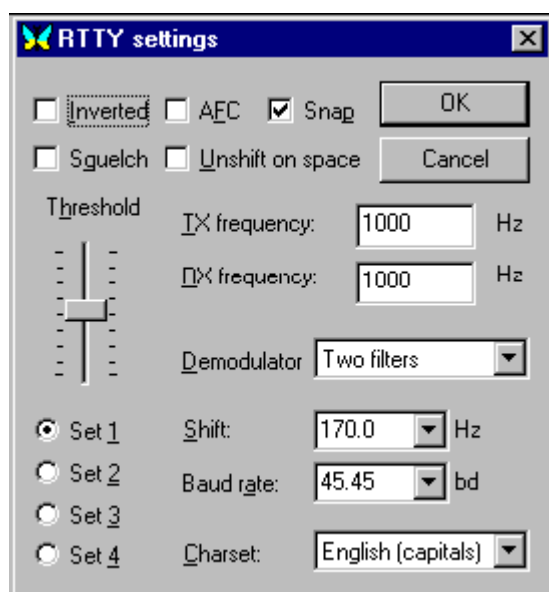 RTTY settings
Inverted AFC Snap OK
Sguelch Unshift on space Cancel
Threshold
TX frequency: 1000 Hz
DX frequency: 1000 Hz
Demodulator Two filters
Set 1 Shift: 170.0 Hz
Set 2 Baud rate: 45.45 bd
Set 3
Set 4 Charset: English (capitals)